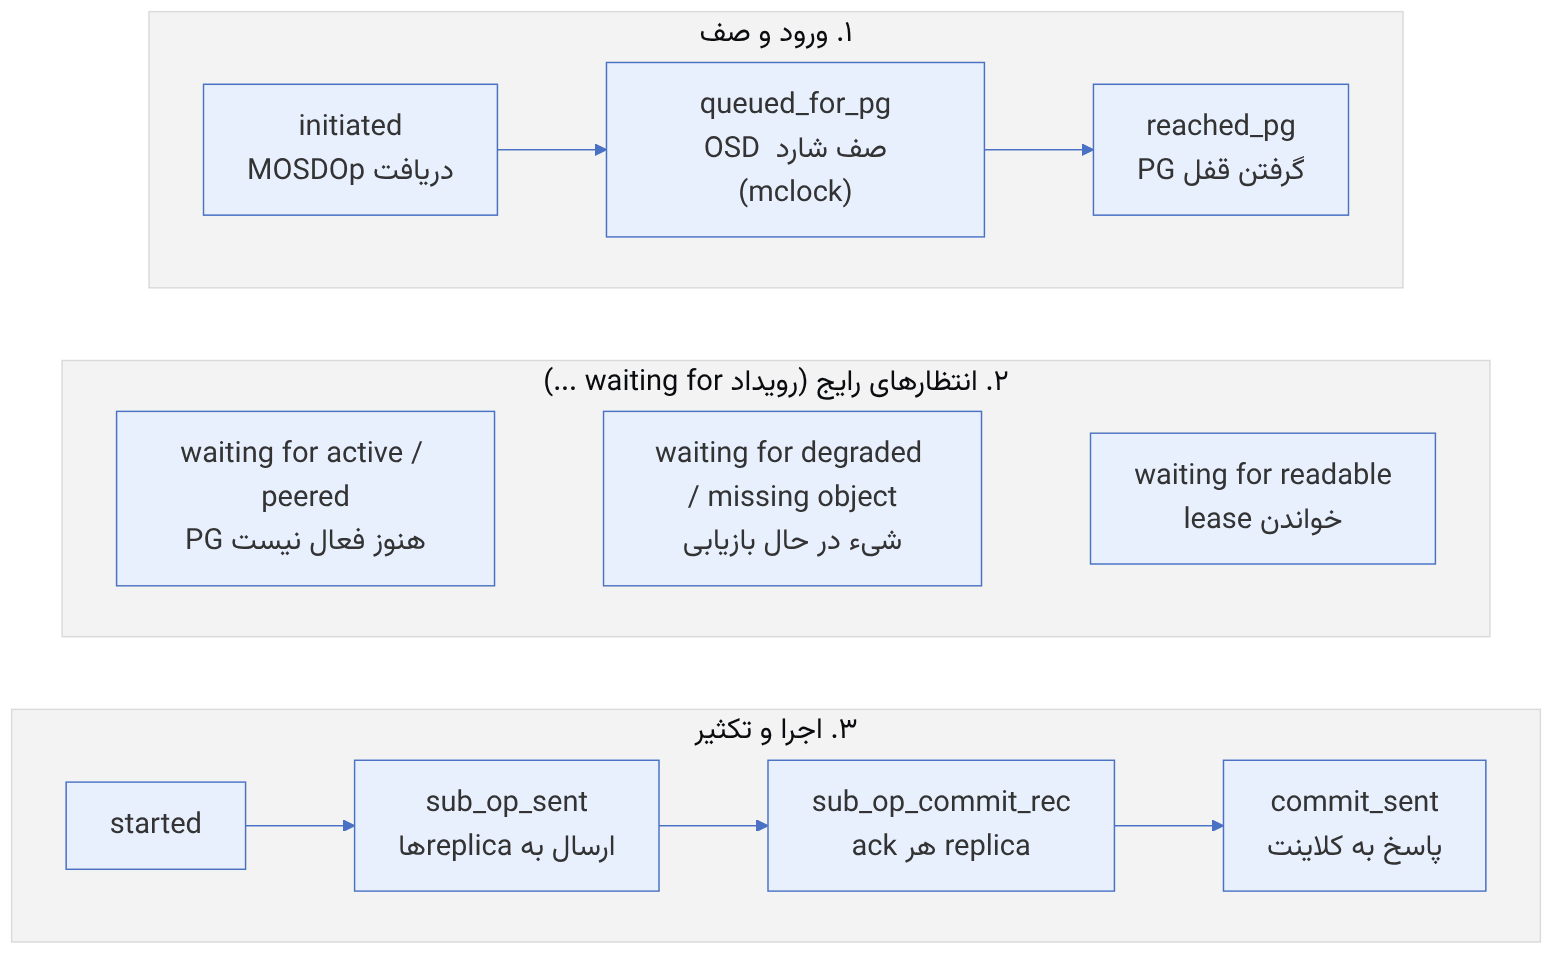 ۱. ورود و صف
initiated
دریافت MOSDOp
queued_for_pg
صف شارد OSD
(mclock)
reached_pg
گرفتن قفل PG
۲. انتظارهای رایج (رویداد waiting for ...)
waiting for active /
peered
هنوز فعال نیست PG
waiting for degraded
/ missing object
شیء در حال بازیابی
waiting for readable
خواندن lease
۳. اجرا و تکثیر
started
sub_op_sent
ارسال به replicaها
sub_op_commit_rec
ack هر replica
commit_sent
پاسخ به کلاینت